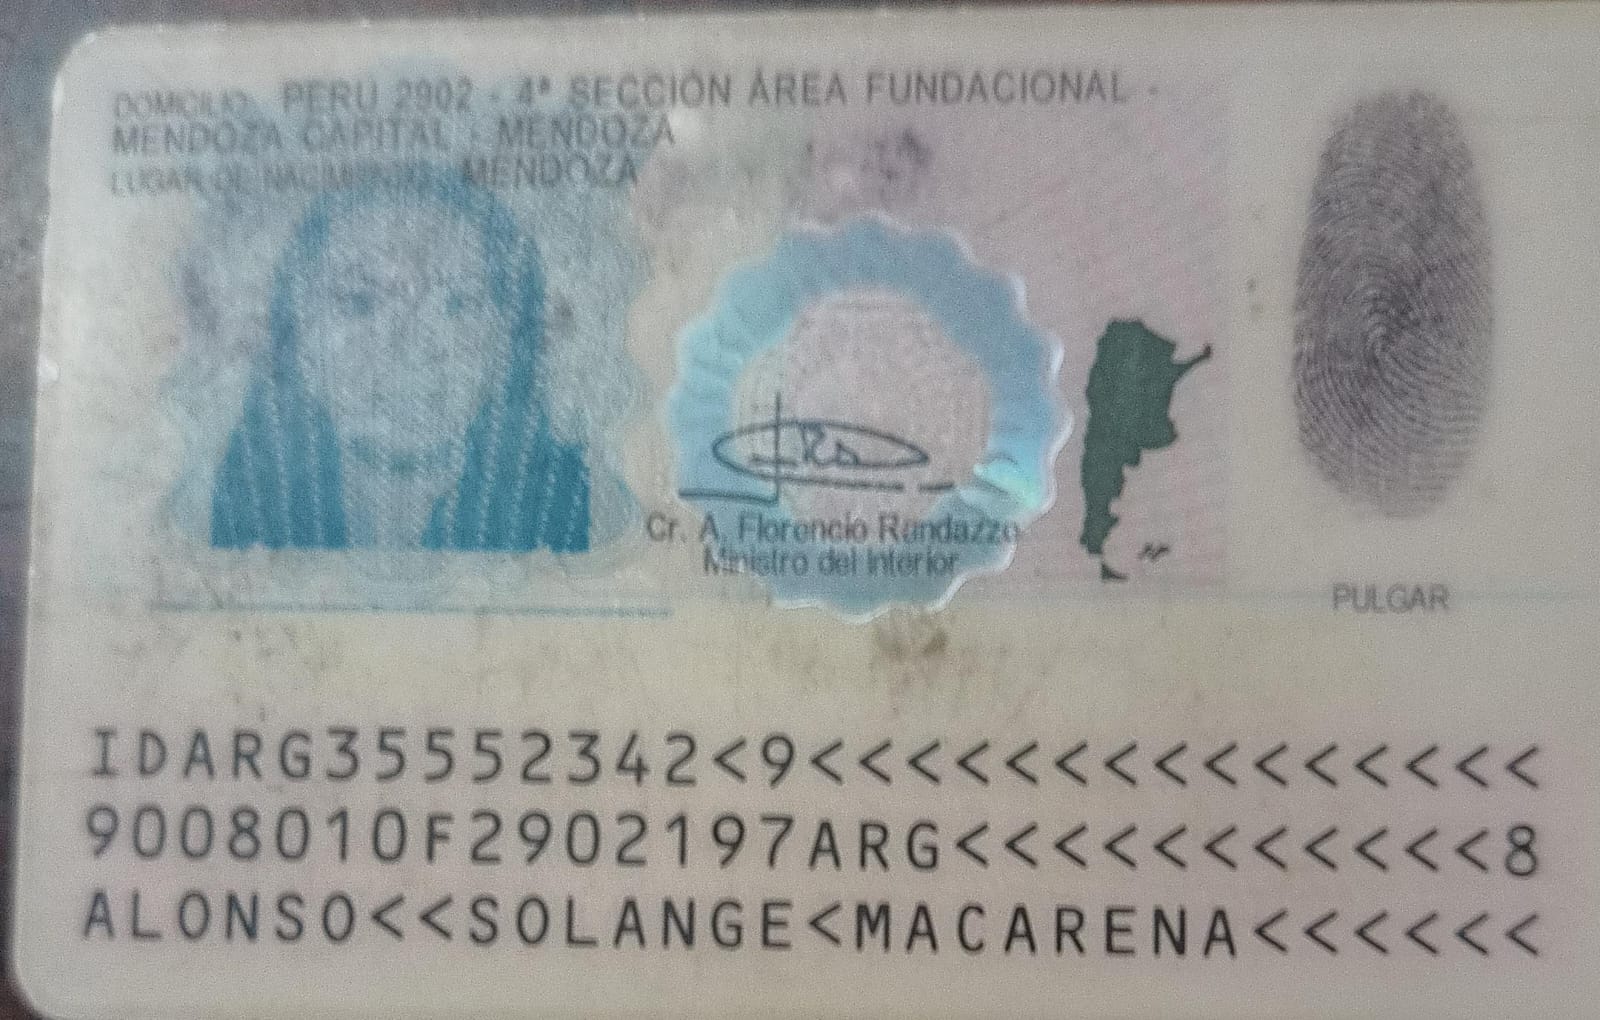 DOMICILIO: PERÚ 2902 - 4ª SECCIÓN ÁREA FUNDACIONAL -
MENDOZA CAPITAL - MENDOZA
LUGAR DE NACIMIENTO: MENDOZA
Cr. A. Florencio Randazzo
Ministro del Interior
PULGAR
IDARG35552342<9<<<<<<<<<<<<<<<
9008010F2902197ARG<<<<<<<<<<<8
ALONSO<<SOLANGE<MACARENA<<<<<<